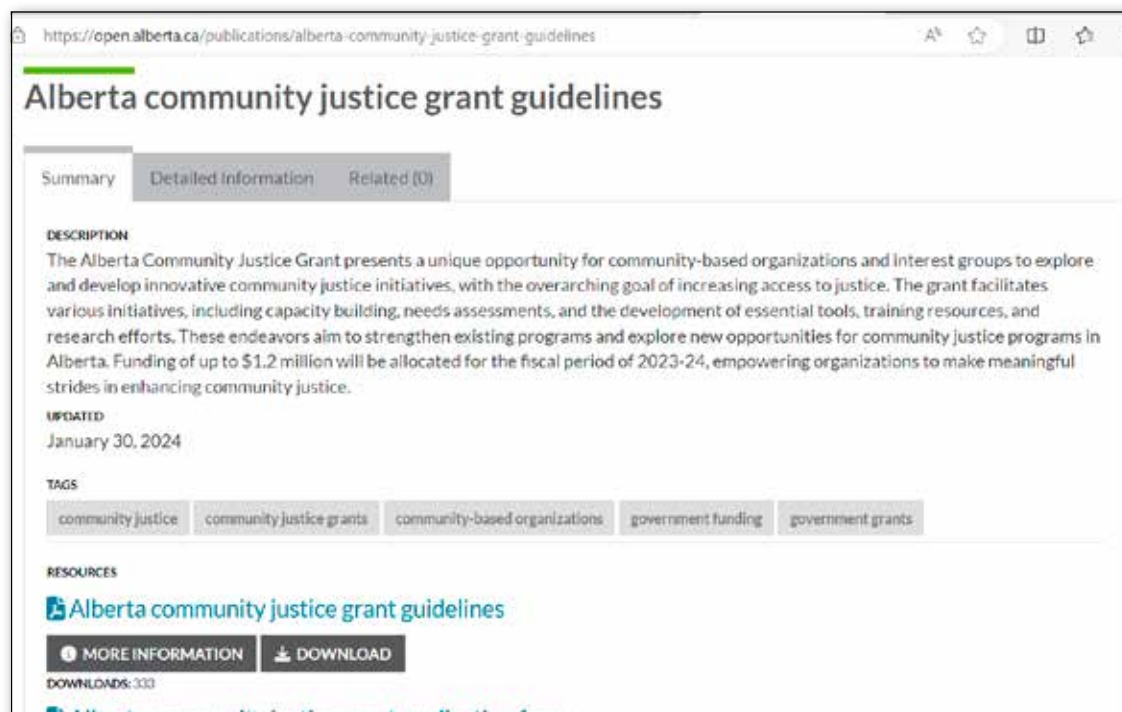 https://open.alberta.ca/publications/alberta-community-justice-grant-guidelines
Alberta community justice grant guidelines
Summary Detailed Information Related (0)
DESCRIPTION
The Alberta Community Justice Grant presents a unique opportunity for community-based organizations and interest groups to explore
and develop innovative community justice initiatives, with the overarching goal of increasing access to justice. The grant facilitates
various initiatives, including capacity building, needs assessments, and the development of essential tools, training resources, and
research efforts. These endeavors aim to strengthen existing programs and explore new opportunities for community justice programs in
Alberta. Funding of up to $1.2 million will be allocated for the fiscal period of 2023-24, empowering organizations to make meaningful
strides in enhancing community justice.
UPDATED
January 30, 2024
TAGS
community justice community justice grants community-based organizations government funding government grants
RESOURCES
Alberta community justice grant guidelines
MORE INFORMATION DOWNLOAD
DOWNLOADS: 333